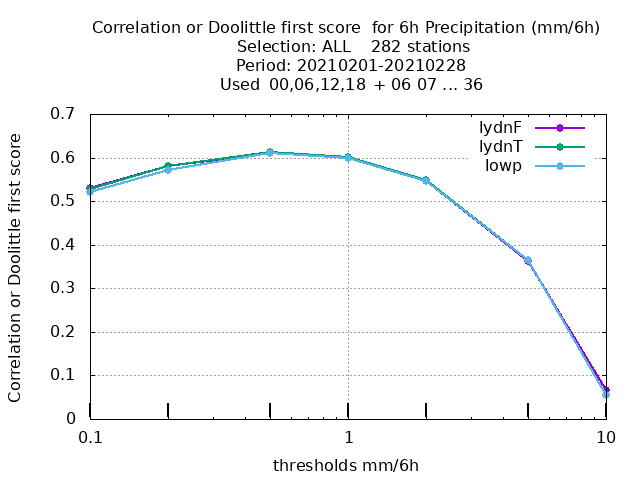 Correlation or Doolittle first score  for 6h Precipitation (mm/6h)
Selection: ALL    282 stations
Period: 20210201-20210228
Used  00,06,12,18  + 06 07 ... 36
Correlation or Doolittle first score
0.7
0.6
0.5
0.4
0.3
0.2
0.1
0
lydnF
lydnT
lowp
0.1
1
10
thresholds mm/6h